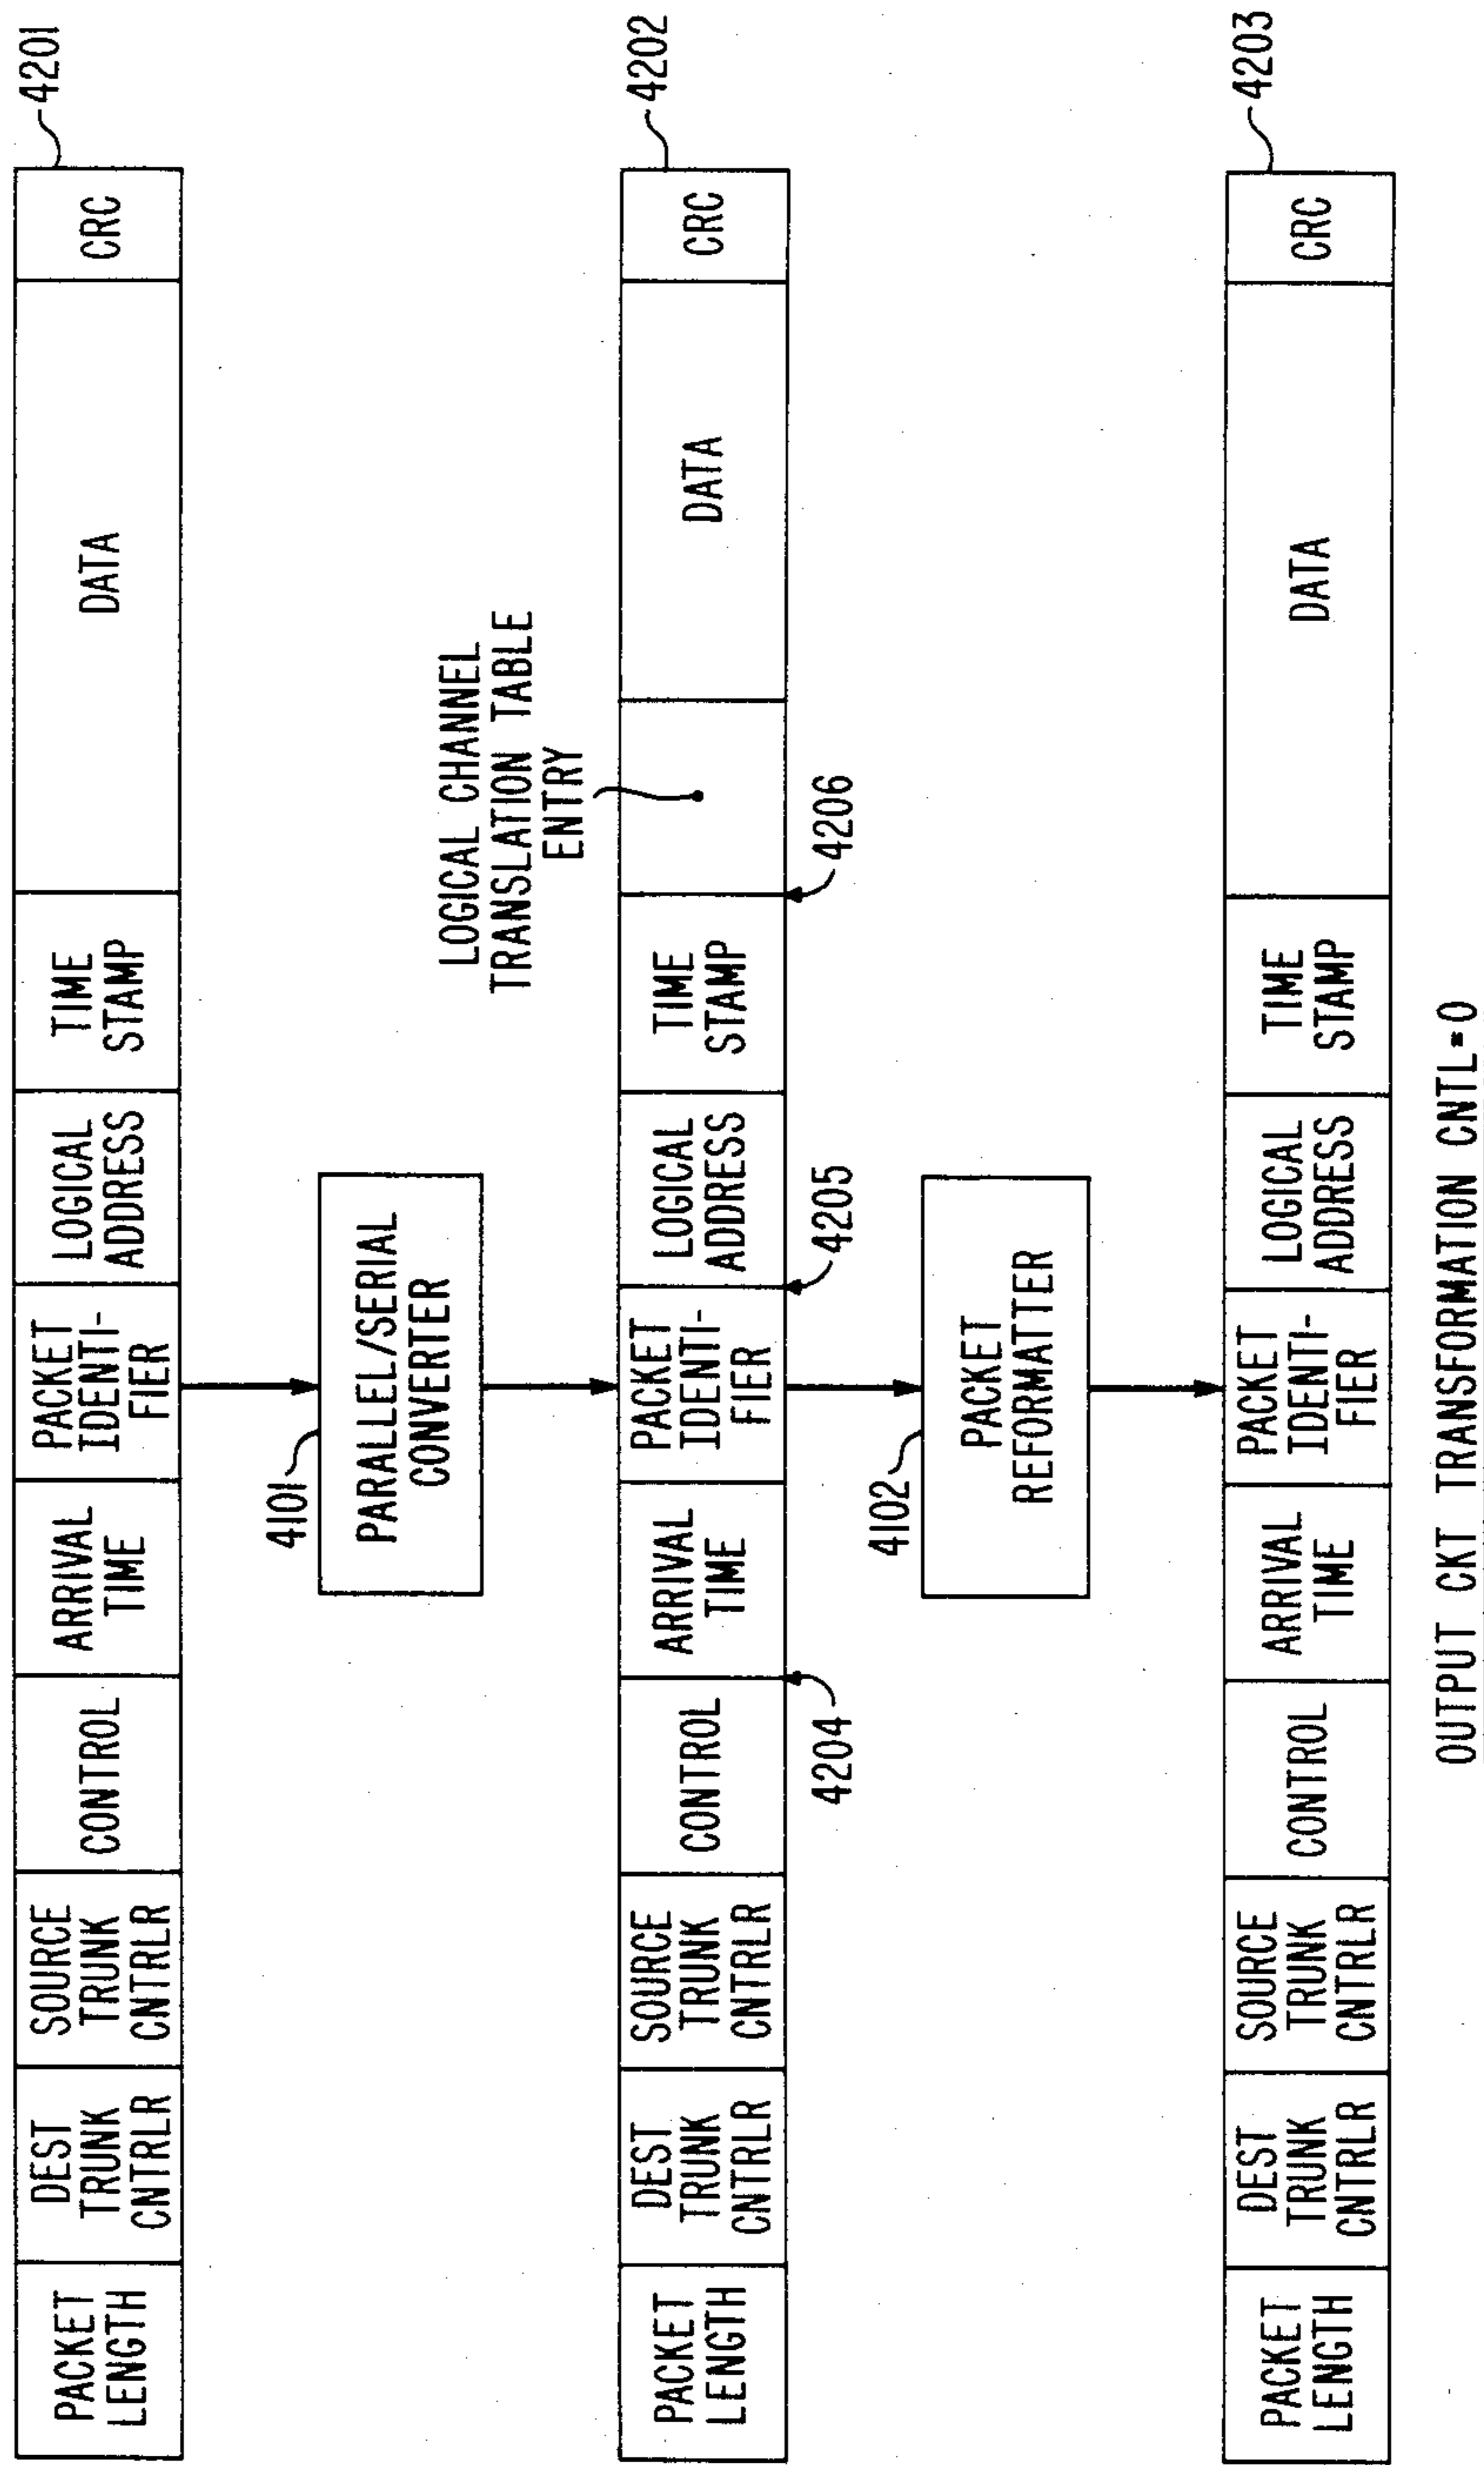 4201
PACKET
LENGTH
DEST
TRUNK
CNTRLR
SOURCE
TRUNK
CNTRLR
CONTROL
ARRIVAL
TIME
PACKET
IDENTI-
FIER
LOGICAL
ADDRESS
TIME
STAMP
DATA
CRC
4101
PARALLEL/SERIAL
CONVERTER
LOGICAL CHANNEL
TRANSLATION TABLE
ENTRY
4202
PACKET
LENGTH
DEST
TRUNK
CNTRLR
SOURCE
TRUNK
CNTRLR
CONTROL
ARRIVAL
TIME
PACKET
IDENTI-
FIER
LOGICAL
ADDRESS
TIME
STAMP
DATA
CRC
4204
4205
4206
4102
PACKET
REFORMATTER
4203
PACKET
LENGTH
DEST
TRUNK
CNTRLR
SOURCE
TRUNK
CNTRLR
CONTROL
ARRIVAL
TIME
PACKET
IDENTI-
FIER
LOGICAL
ADDRESS
TIME
STAMP
DATA
CRC
OUTPUT CKT TRANSFORMATION CNTL=0